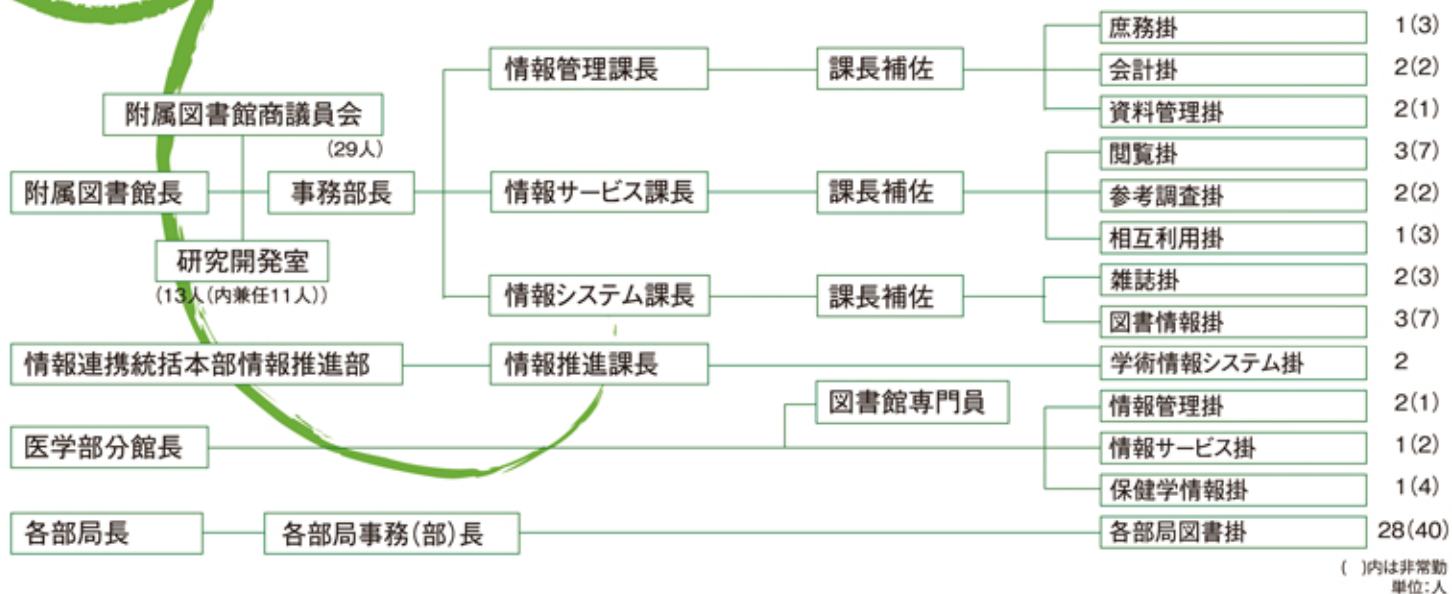 庶務掛 1(3)
情報管理課長 課長補佐 会計掛 2(2)
資料管理掛 2(1)
附属図書館商議員会
(29人)
閲覧掛 3(7)
附属図書館長 事務部長 情報サービス課長 課長補佐 参考調査掛 2(2)
相互利用掛 1(3)
研究開発室
(13人(内兼任11人))
雑誌掛 2(3)
情報システム課長 課長補佐
図書情報掛 3(7)
情報連携統括本部情報推進部 情報推進課長 学術情報システム掛 2
図書館専門員 情報管理掛 2(1)
医学部分館長 情報サービス掛 1(2)
保健学情報掛 1(4)
各部局長 各部局事務(部)長 各部局図書掛 28(40)
( )内は非常勤
単位:人